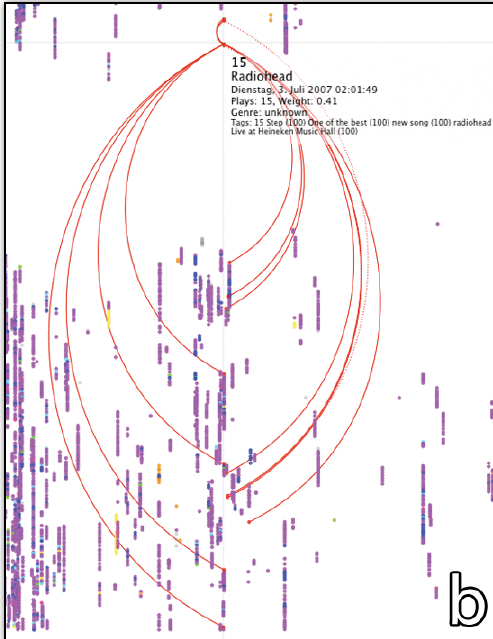 15
Radiohead
Dienstag, 3. Juli 2007 02:01:49
Plays: 15, Weight: 0.41
Genre: unknown
Tags: 15 Step (100) One of the best (100) new song (100) radiohead
Live at Heineken Music Hall (100)
b